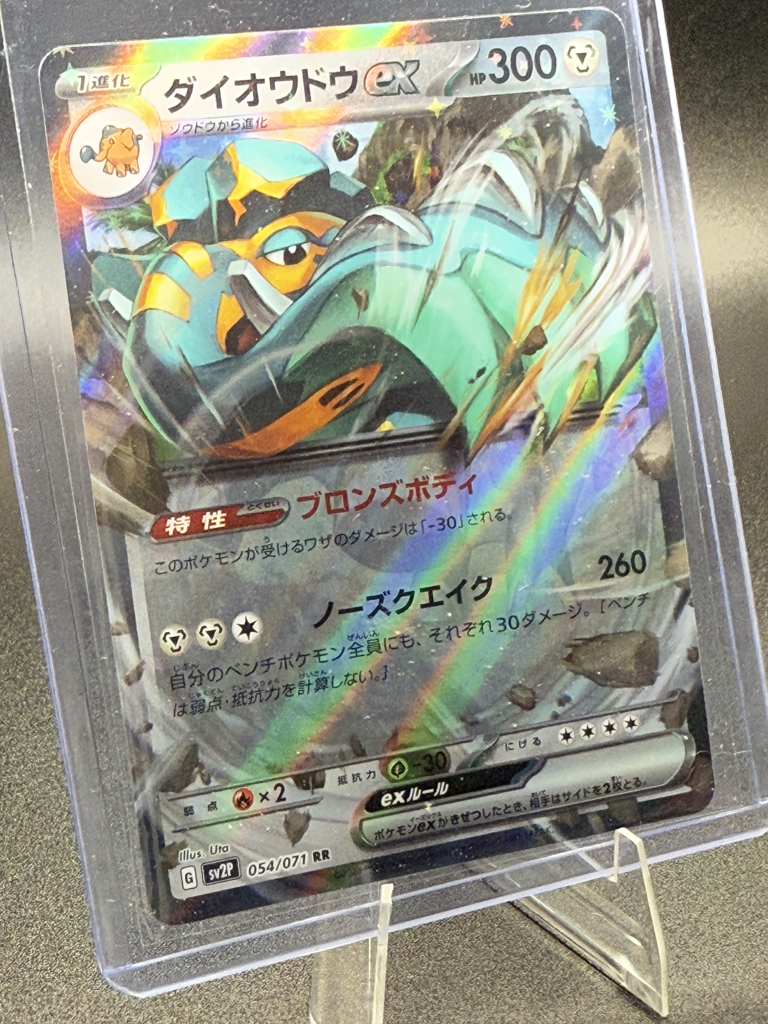 1進化 ダイオウドウex HP300
ゾウドウから進化
特性 とくせい ブロンズボディ
このポケモンが受けるワザのダメージは「-30」される。
ノーズクエイク 260
自分のベンチポケモン全員にも、それぞれ30ダメージ。[ベンチ
は弱点・抵抗力を計算しない。]
弱点 ×2 抵抗力 -30 にげる
exルール
ポケモンexがきぜつしたとき、相手はサイドを2枚とる。
Illus. Uta
G SV2P 054/071 RR